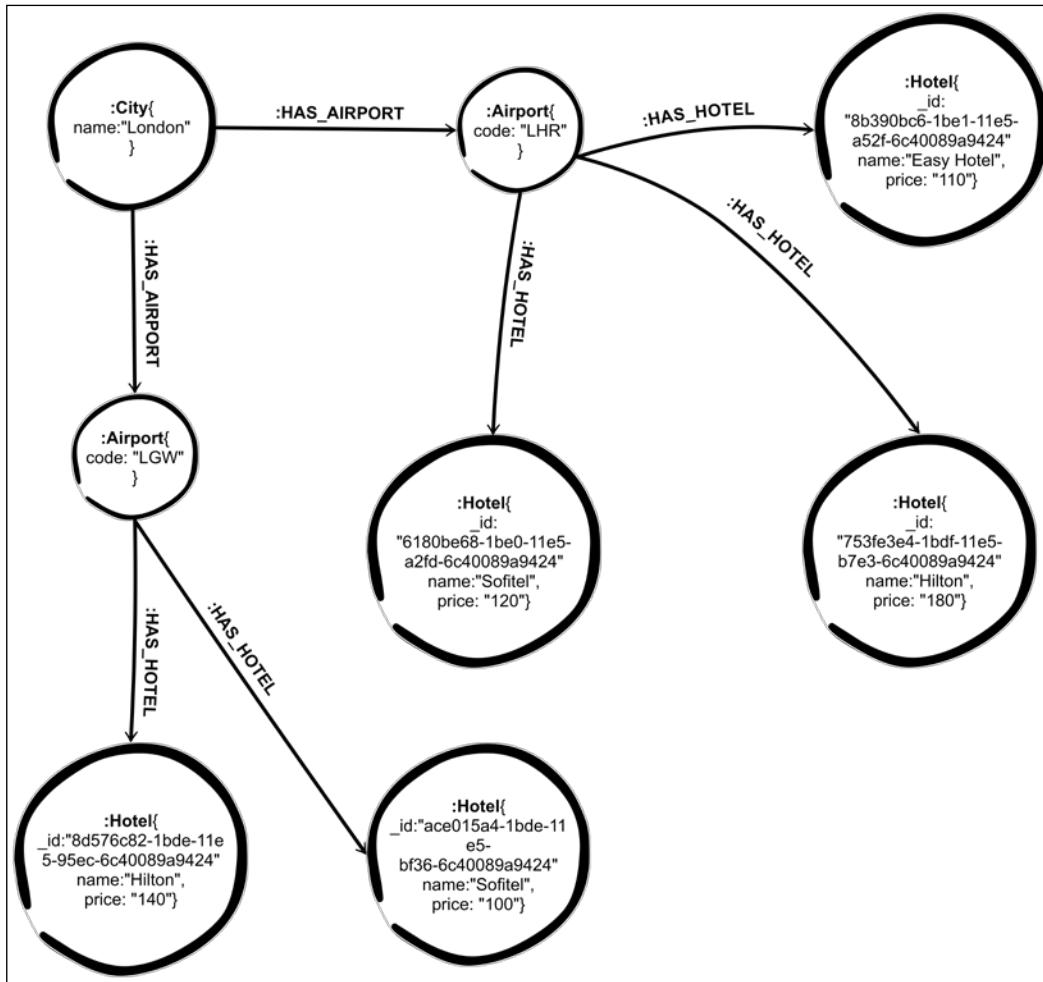 :City{
name:"London"
}
:HAS_AIRPORT
:Airport{
code: "LHR"
}
:HAS_HOTEL
:Hotel{
_id:
"8b390bc6-1be1-11e5-
a52f-6c40089a9424"
name:"Easy Hotel",
price: "110"}
:HAS_HOTEL
:HAS_HOTEL
:HAS_AIRPORT
:Airport{
code: "LGW"
}
:Hotel{
_id:
"6180be68-1be0-11e5-
a2fd-6c40089a9424"
name:"Sofitel",
price: "120"}
:Hotel{
_id:
"753fe3e4-1bdf-11e5-
b7e3-6c40089a9424"
name:"Hilton",
price: "180"}
:HAS_HOTEL
:HAS_HOTEL
:Hotel{
_id:"8d576c82-1bde-11e
5-95ec-6c40089a9424"
name:"Hilton",
price: "140"}
:Hotel{
_id:"ace015a4-1bde-11
e5-
bf36-6c40089a9424"
name:"Sofitel",
price: "100"}